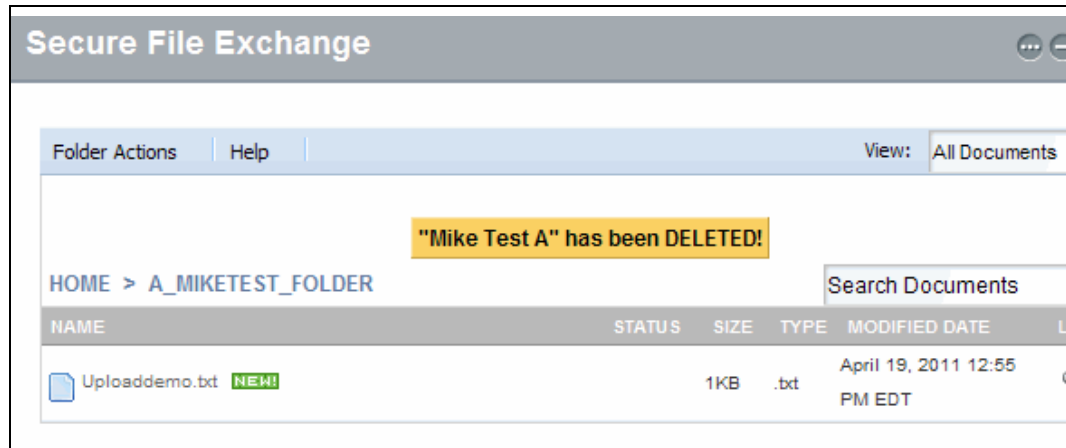 Secure File Exchange
Folder Actions Help View: All Documents
"Mike Test A" has been DELETED!
HOME > A_MIKETEST_FOLDER Search Documents
NAME STATUS SIZE TYPE MODIFIED DATE L
Uploaddemo.txt NEW! 1KB .txt April 19, 2011 12:55
PM EDT